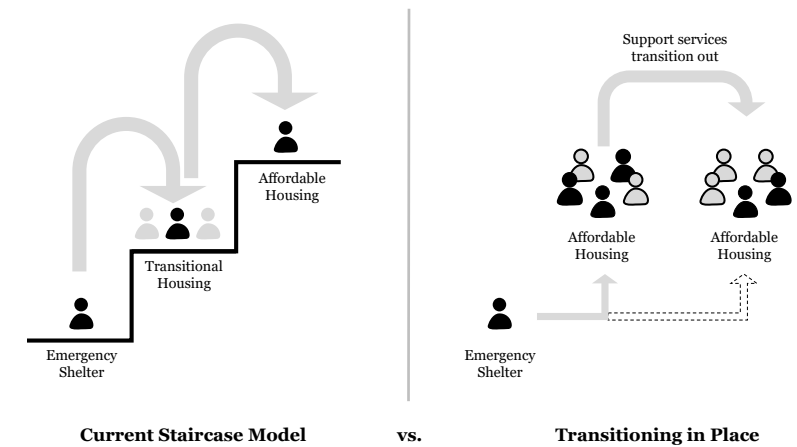 Affordable
Housing
Transitional
Housing
Emergency
Shelter
Support services
transition out
Affordable
Housing
Affordable
Housing
Emergency
Shelter
Current Staircase Model
vs.
Transitioning in Place